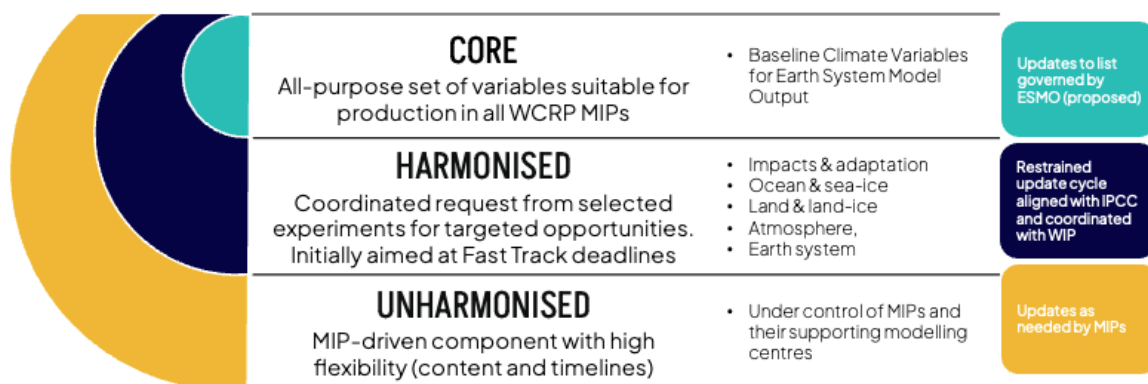 CORE
All-purpose set of variables suitable for
production in all WCRP MIPs
• Baseline Climate Variables
for Earth System Model
Output
Updates to list
governed by
ESMO (proposed)
HARMONISED
Coordinated request from selected
experiments for targeted opportunities.
Initially aimed at Fast Track deadlines
• Impacts & adaptation
• Ocean & sea-ice
• Land & land-ice
• Atmosphere,
• Earth system
Restrained
update cycle
aligned with IPCC
and coordinated
with WIP
UNHARMONISED
MIP-driven component with high
flexibility (content and timelines)
• Under control of MIPs and
their supporting modelling
centres
Updates as
needed by MIPs